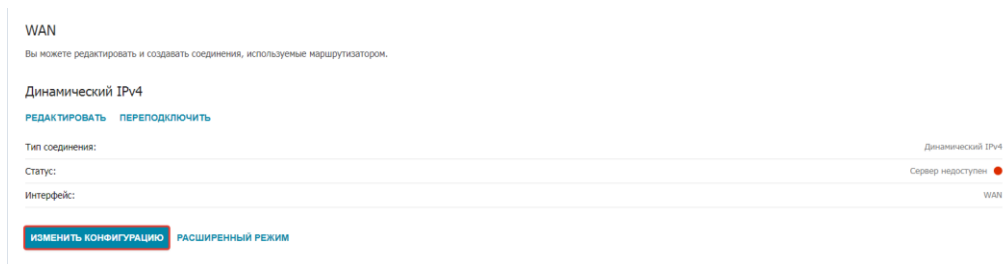 WAN
Вы можете редактировать и создавать соединения, используемые маршрутизатором.
Динамический IPv4
РЕДАКТИРОВАТЬ ПЕРЕПОДКЛЮЧИТЬ
Тип соединения: Динамический IPv4
Статус: Сервер недоступен
Интерфейс: WAN
ИЗМЕНИТЬ КОНФИГУРАЦИЮ РАСШИРЕННЫЙ РЕЖИМ